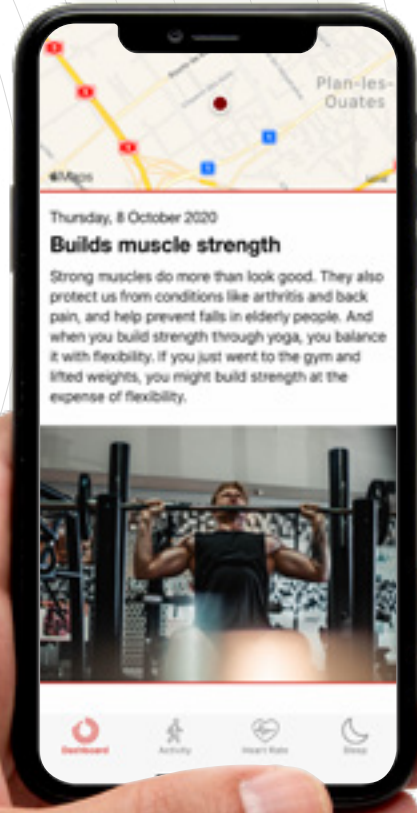 Plan-les-
Ouates
Maps
Thursday, 8 October 2020
Builds muscle strength
Strong muscles do more than look good. They also
protect us from conditions like arthritis and back
pain, and help prevent falls in elderly people. And
when you build strength through yoga, you balance
it with flexibility. If you just went to the gym and
lifted weights, you might build strength at the
expense of flexibility.
Dashboard
Activity
Heart Rate
Sleep